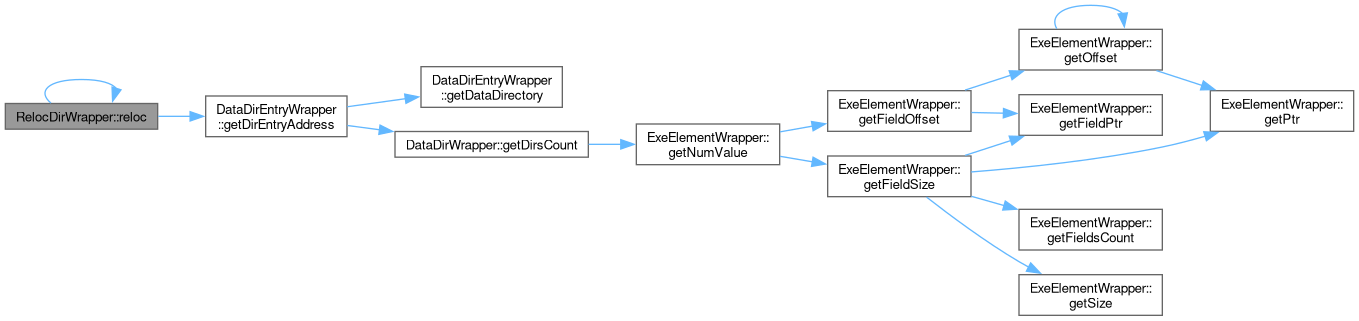 RelocDirWrapper::reloc
DataDirEntryWrapper
::getDirEntryAddress
DataDirEntryWrapper
::getDataDirectory
DataDirWrapper::getDirsCount
ExeElementWrapper::
getNumValue
ExeElementWrapper::
getFieldOffset
ExeElementWrapper::
getFieldSize
ExeElementWrapper::
getOffset
ExeElementWrapper::
getFieldPtr
ExeElementWrapper::
getFieldsCount
ExeElementWrapper::
getSize
ExeElementWrapper::
getPtr